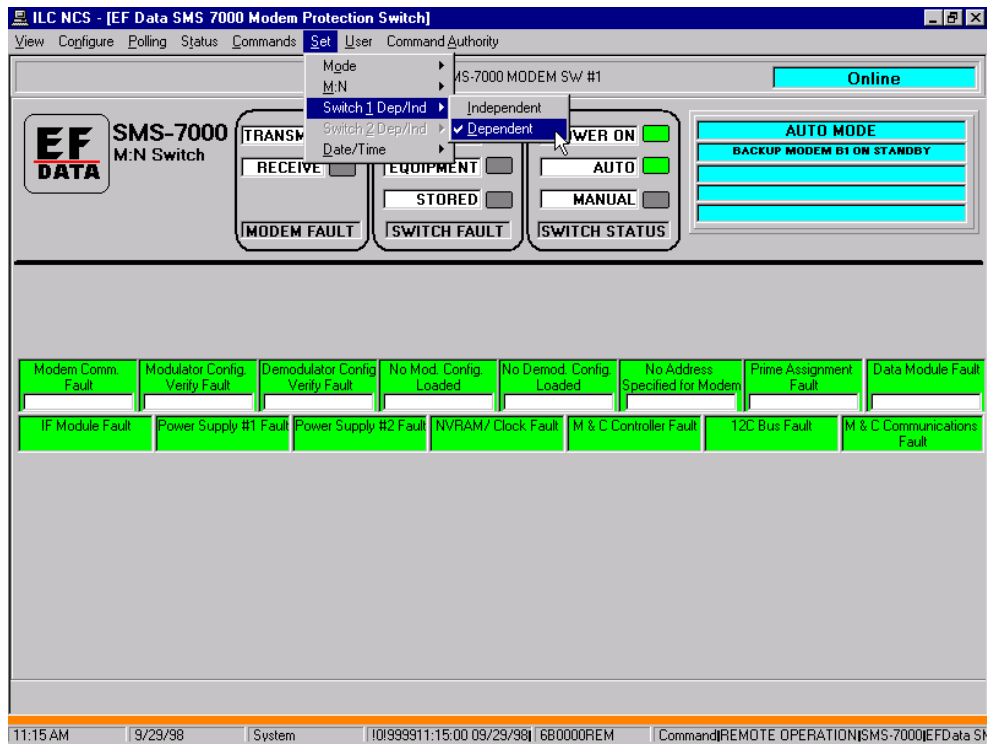 ILC NCS - [EF Data SMS 7000 Modem Protection Switch]
View Configure Polling Status Commands Set User Command Authority
MS-7000 MODEM SW #1
Online
Mode
M:N
Switch 1 Dep/Ind
Switch 2 Dep/Ind
Date/Time
Independent
Dependent
EF
DATA
SMS-7000
M:N Switch
TRANSM
RECEIVE
MODEM FAULT
EQUIPMENT
STORED
SWITCH FAULT
WER ON
AUTO
MANUAL
SWITCH STATUS
AUTO MODE
BACKUP MODEM B1 ON STANDBY
Modem Comm. Fault
Modulator Config. Verify Fault
Demodulator Config Verify Fault
No Mod. Config. Loaded
No Demod. Config. Loaded
No Address Specified for Modem
Prime Assignment Fault
Data Module Fault
IF Module Fault
Power Supply #1 Fault
Power Supply #2 Fault
NVRAM/ Clock Fault
M & C Controller Fault
12C Bus Fault
M & C Communications Fault
11:15 AM 9/29/98 System !0!999911:15:00 09/29/98 6B0000REM Command REMOTE OPERATION SMS-7000 EFData SM